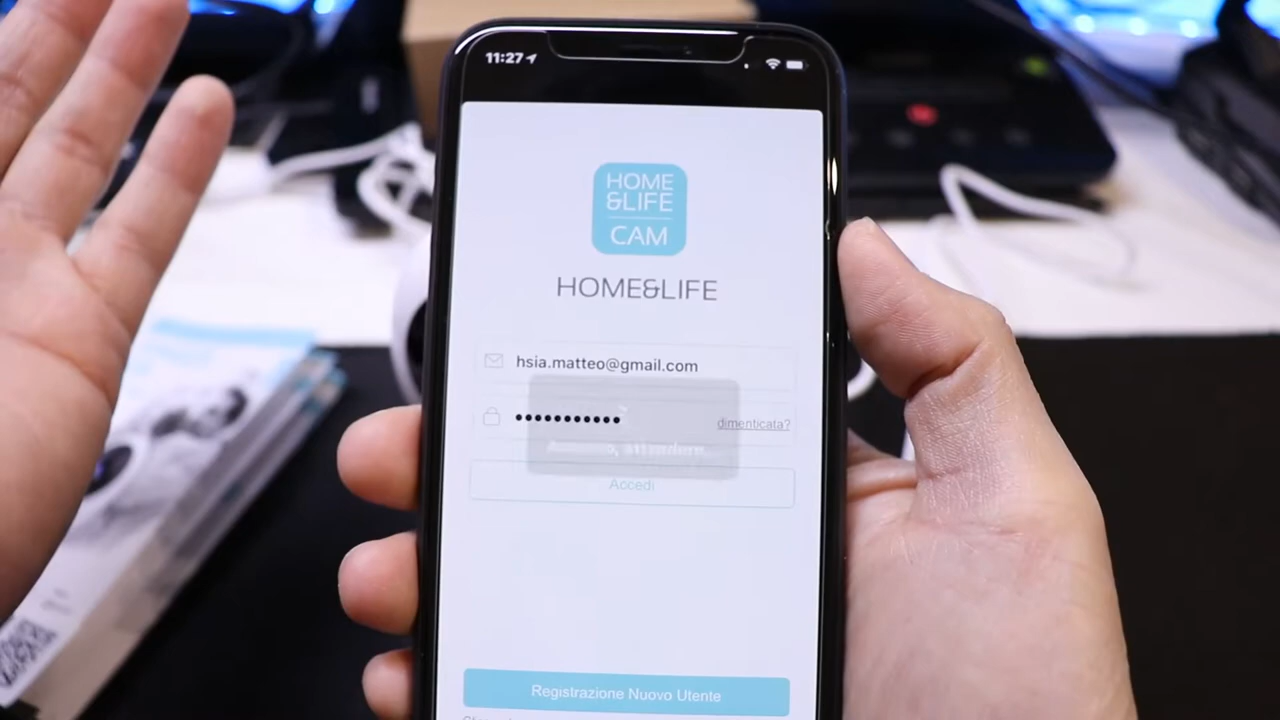 11:27
HOME
&LIFE
CAM
HOME&LIFE
hsia.matteo@gmail.com
•••••••••••
dimenticata?
Accedi
Registrazione Nuovo Utente